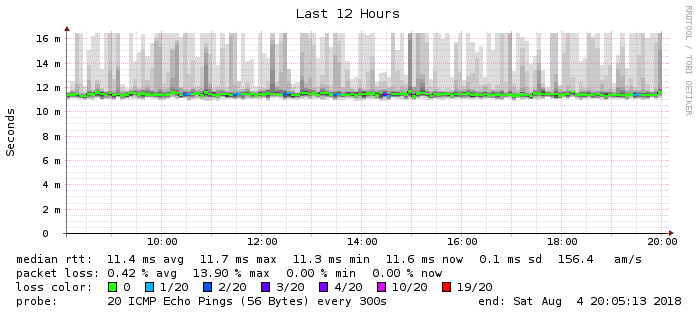 Last 12 Hours
RRDTOOL / TOBI OETIKER
Seconds
16 m
14 m
12 m
10 m
8 m
6 m
4 m
2 m
0
10:00 12:00 14:00 16:00 18:00 20:00
median rtt: 11.4 ms avg 11.7 ms max 11.3 ms min 11.6 ms now 0.1 ms sd 156.4 am/s
packet loss: 0.42 % avg 13.90 % max 0.00 % min 0.00 % now
loss color: 0 1/20 2/20 3/20 4/20 10/20 19/20
probe: 20 ICMP Echo Pings (56 Bytes) every 300s end: Sat Aug 4 20:05:13 2018